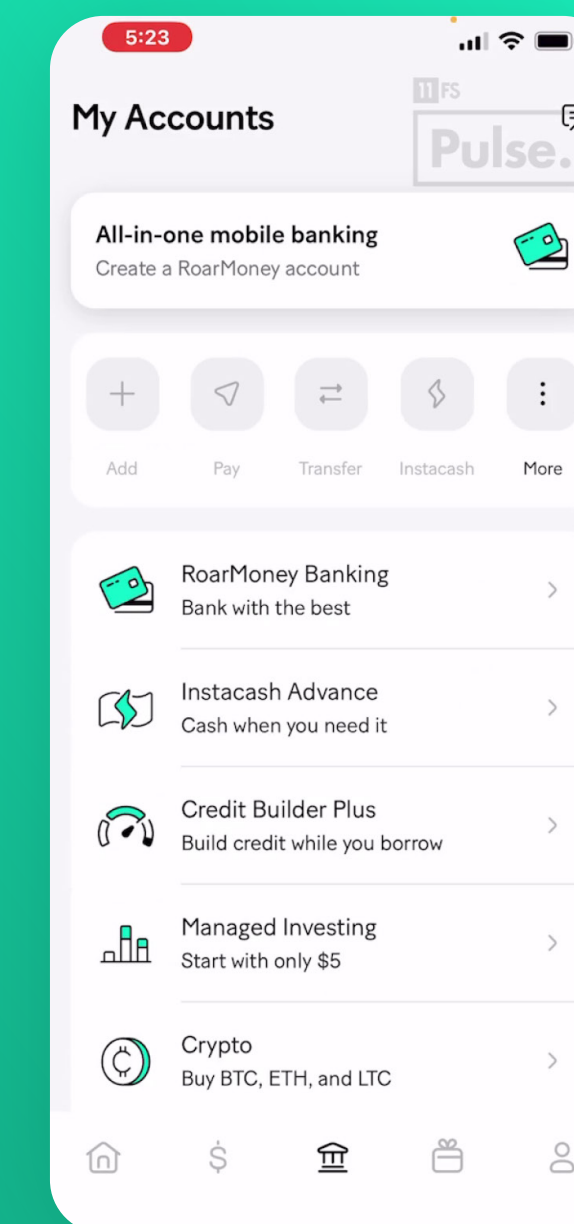 5:23
11 FS
My Accounts
Pulse.
All-in-one mobile banking
Create a RoarMoney account
Add Pay Transfer Instacash More
RoarMoney Banking
Bank with the best
Instacash Advance
Cash when you need it
Credit Builder Plus
Build credit while you borrow
Managed Investing
Start with only $5
Crypto
Buy BTC, ETH, and LTC